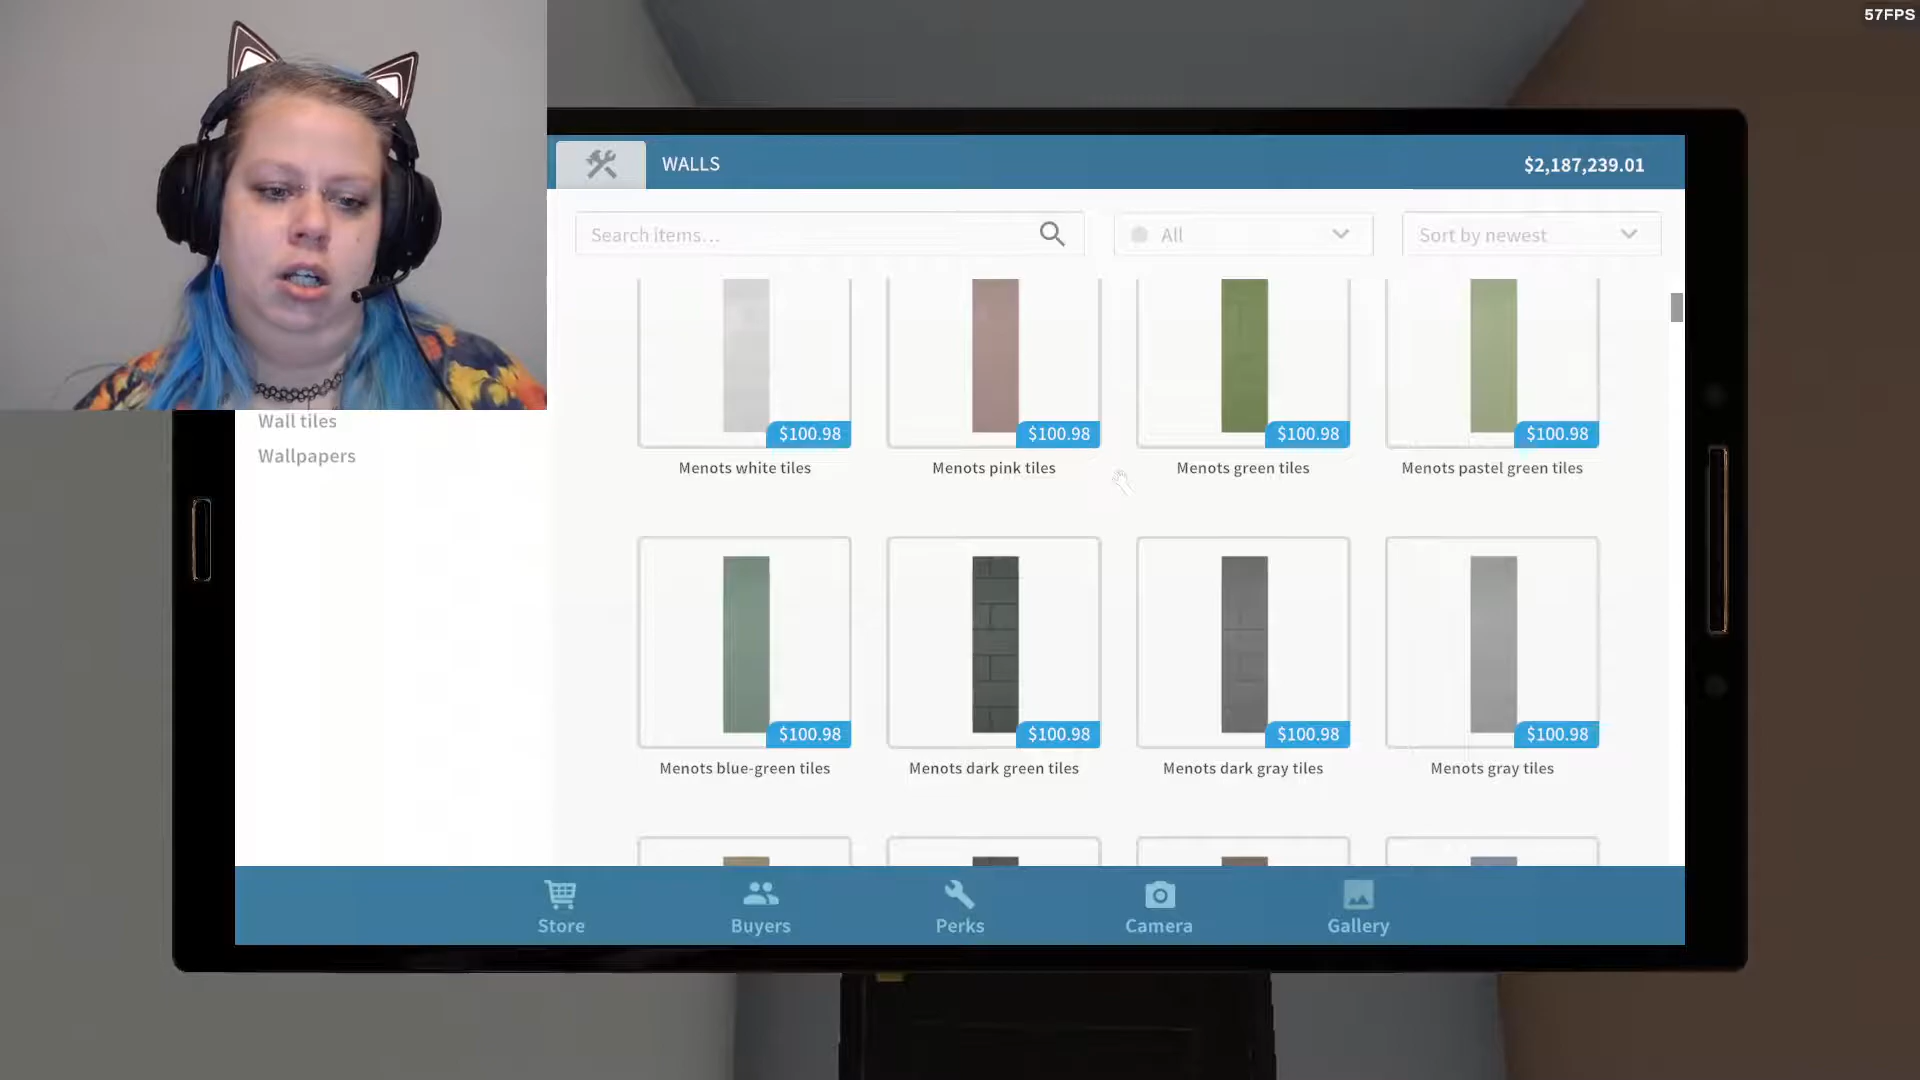 57FPS
WALLS
$2,187,239.01
Search items...
All
Sort by newest
Wall tiles
Wallpapers
$100.98
$100.98
$100.98
$100.98
Menots white tiles
Menots pink tiles
Menots green tiles
Menots pastel green tiles
$100.98
$100.98
$100.98
$100.98
Menots blue-green tiles
Menots dark green tiles
Menots dark gray tiles
Menots gray tiles
Store
Buyers
Perks
Camera
Gallery